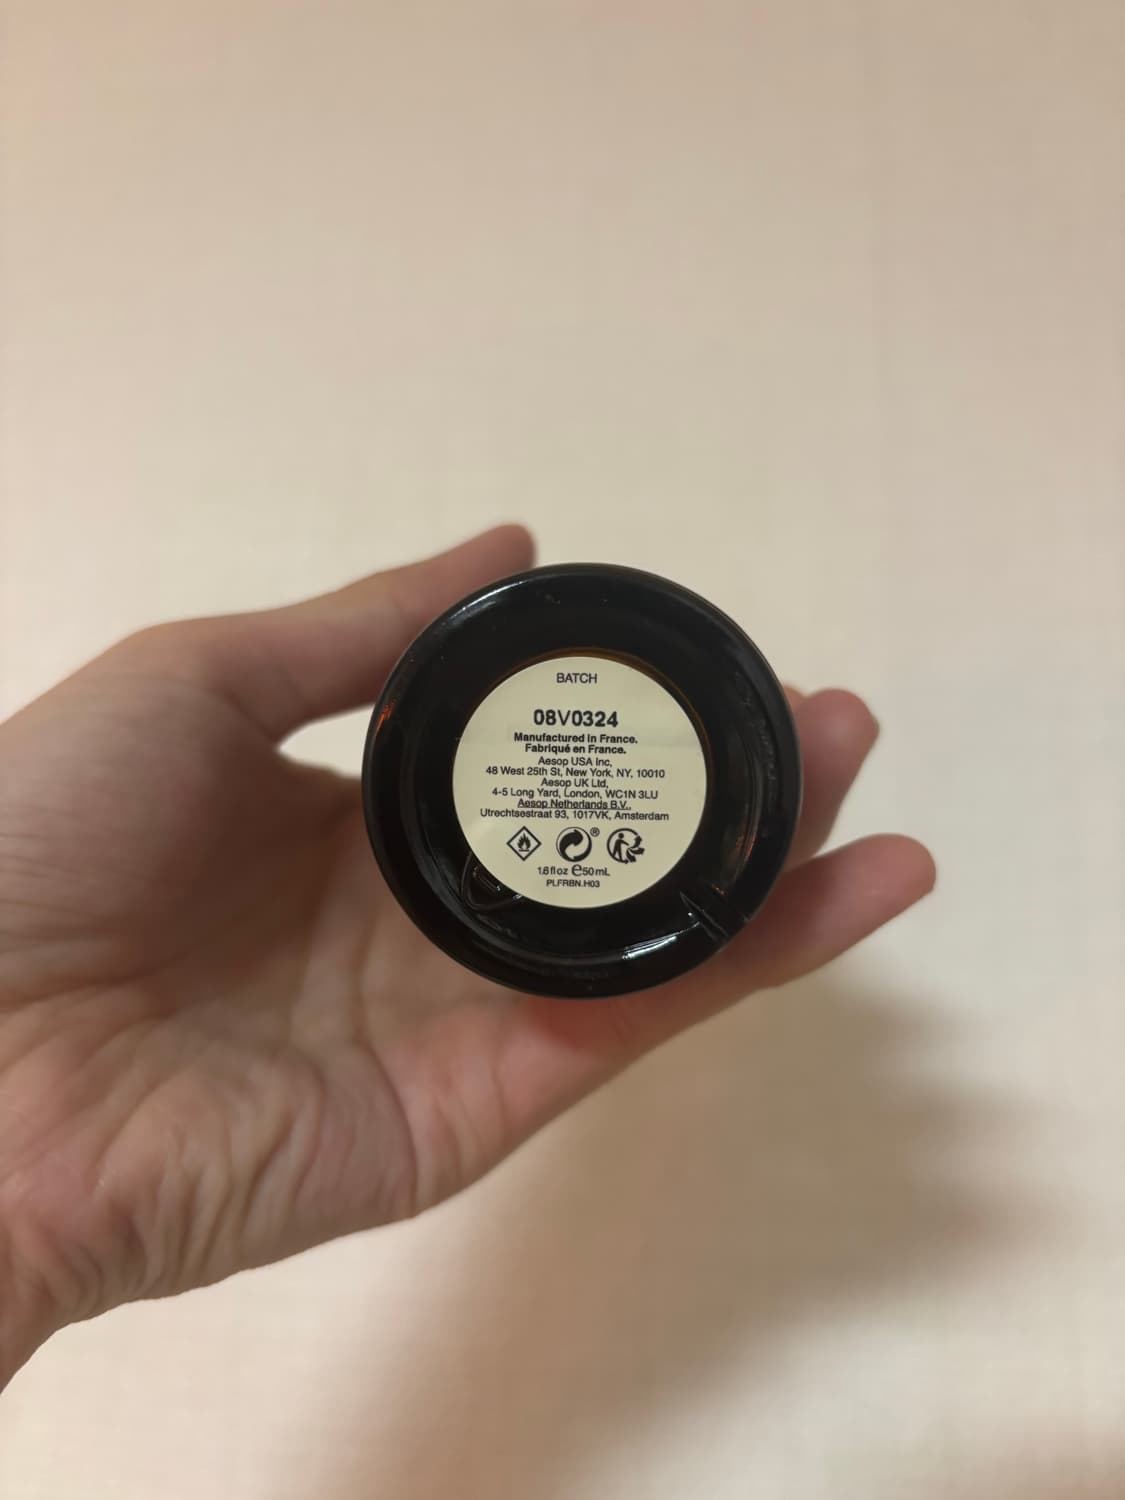 BATCH
08V0324
Manufactured in France.
Fabriqué en France.
Aesop USA Inc,
48 West 25th St, New York, NY, 10010
Aesop UK Ltd,
4-5 Long Yard, London, WC1N 3LU
Aesop Netherlands B.V.,
Utrechtsestraat 93, 1017VK, Amsterdam
®
1.6 fl oz ℮50 mL
PLFRBN.H03